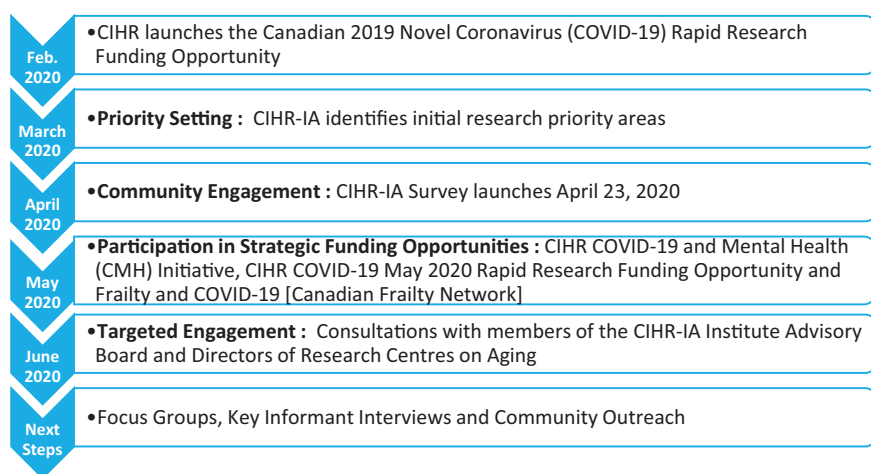 Feb.
2020
•CIHR launches the Canadian 2019 Novel Coronavirus (COVID-19) Rapid Research
Funding Opportunity
March
2020
•Priority Setting : CIHR-IA identifies initial research priority areas
April
2020
•Community Engagement : CIHR-IA Survey launches April 23, 2020
May
2020
•Participation in Strategic Funding Opportunities : CIHR COVID-19 and Mental Health
(CMH) Initiative, CIHR COVID-19 May 2020 Rapid Research Funding Opportunity and
Frailty and COVID-19 [Canadian Frailty Network]
June
2020
•Targeted Engagement : Consultations with members of the CIHR-IA Institute Advisory
Board and Directors of Research Centres on Aging
Next
Steps
•Focus Groups, Key Informant Interviews and Community Outreach